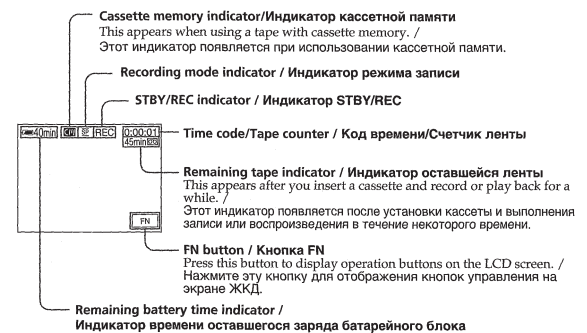 Cassette memory indicator/Индикатор кассетной памяти
This appears when using a tape with cassette memory. /
Этот индикатор появляется при использовании кассетной памяти.
Recording mode indicator / Индикатор режима записи
STBY/REC indicator / Индикатор STBY/REC
40min SP REC 0:00:01
45min
Time code/Tape counter / Код времени/Счетчик ленты
Remaining tape indicator / Индикатор оставшейся ленты
This appears after you insert a cassette and record or play back for a
while. /
Этот индикатор появляется после установки кассеты и выполнения
записи или воспроизведения в течение некоторого времени.
FN
FN button / Кнопка FN
Press this button to display operation buttons on the LCD screen. /
Нажмите эту кнопку для отображения кнопок управления на
экране ЖКД.
Remaining battery time indicator /
Индикатор времени оставшегося заряда батарейного блока